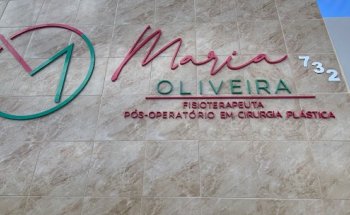 Maria
732
OLIVEIRA
FISIOTERAPEUTA
PÓS-OPERATÓRIO EM CIRURGIA PLÁSTICA